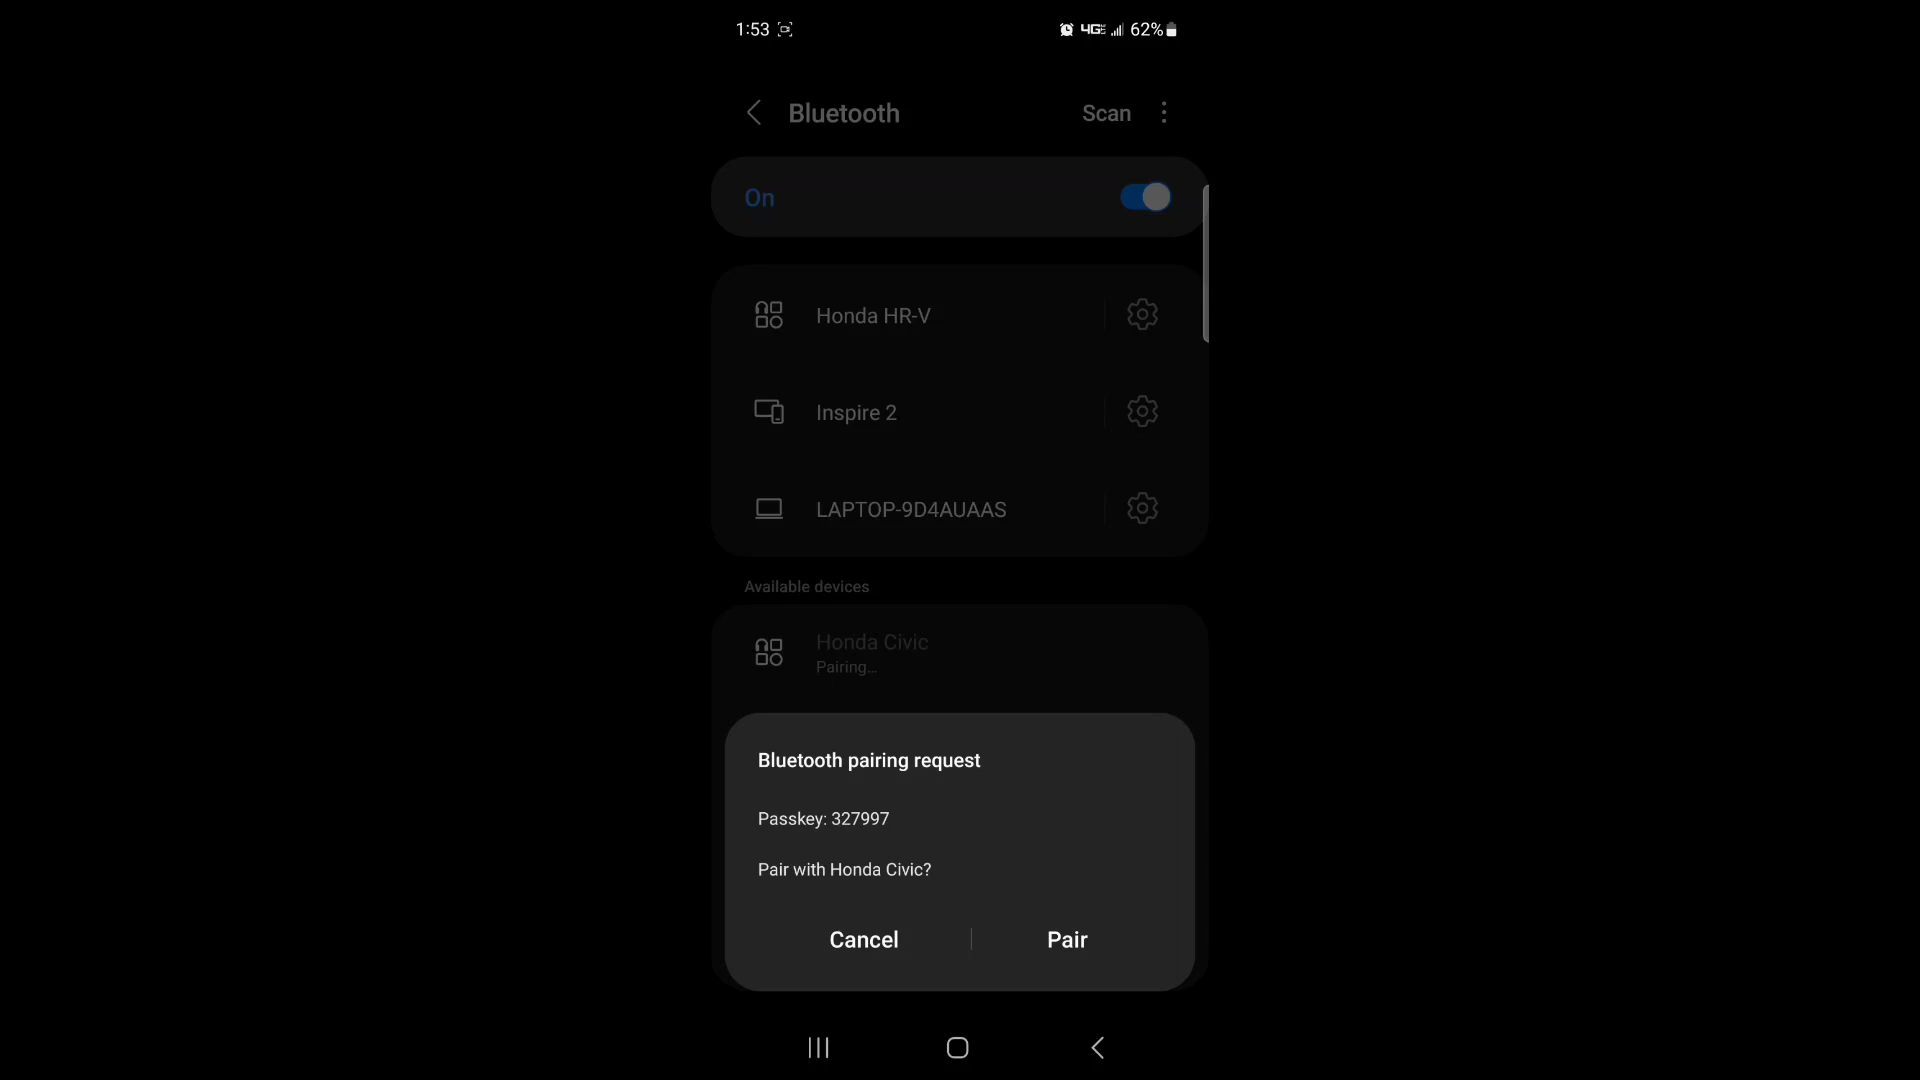 1:53 4G LTE 62%
Bluetooth Scan
On
Honda HR-V
Inspire 2
LAPTOP-9D4AUAAS
Available devices
Honda Civic
Pairing...
Bluetooth pairing request
Passkey: 327997
Pair with Honda Civic?
Cancel Pair